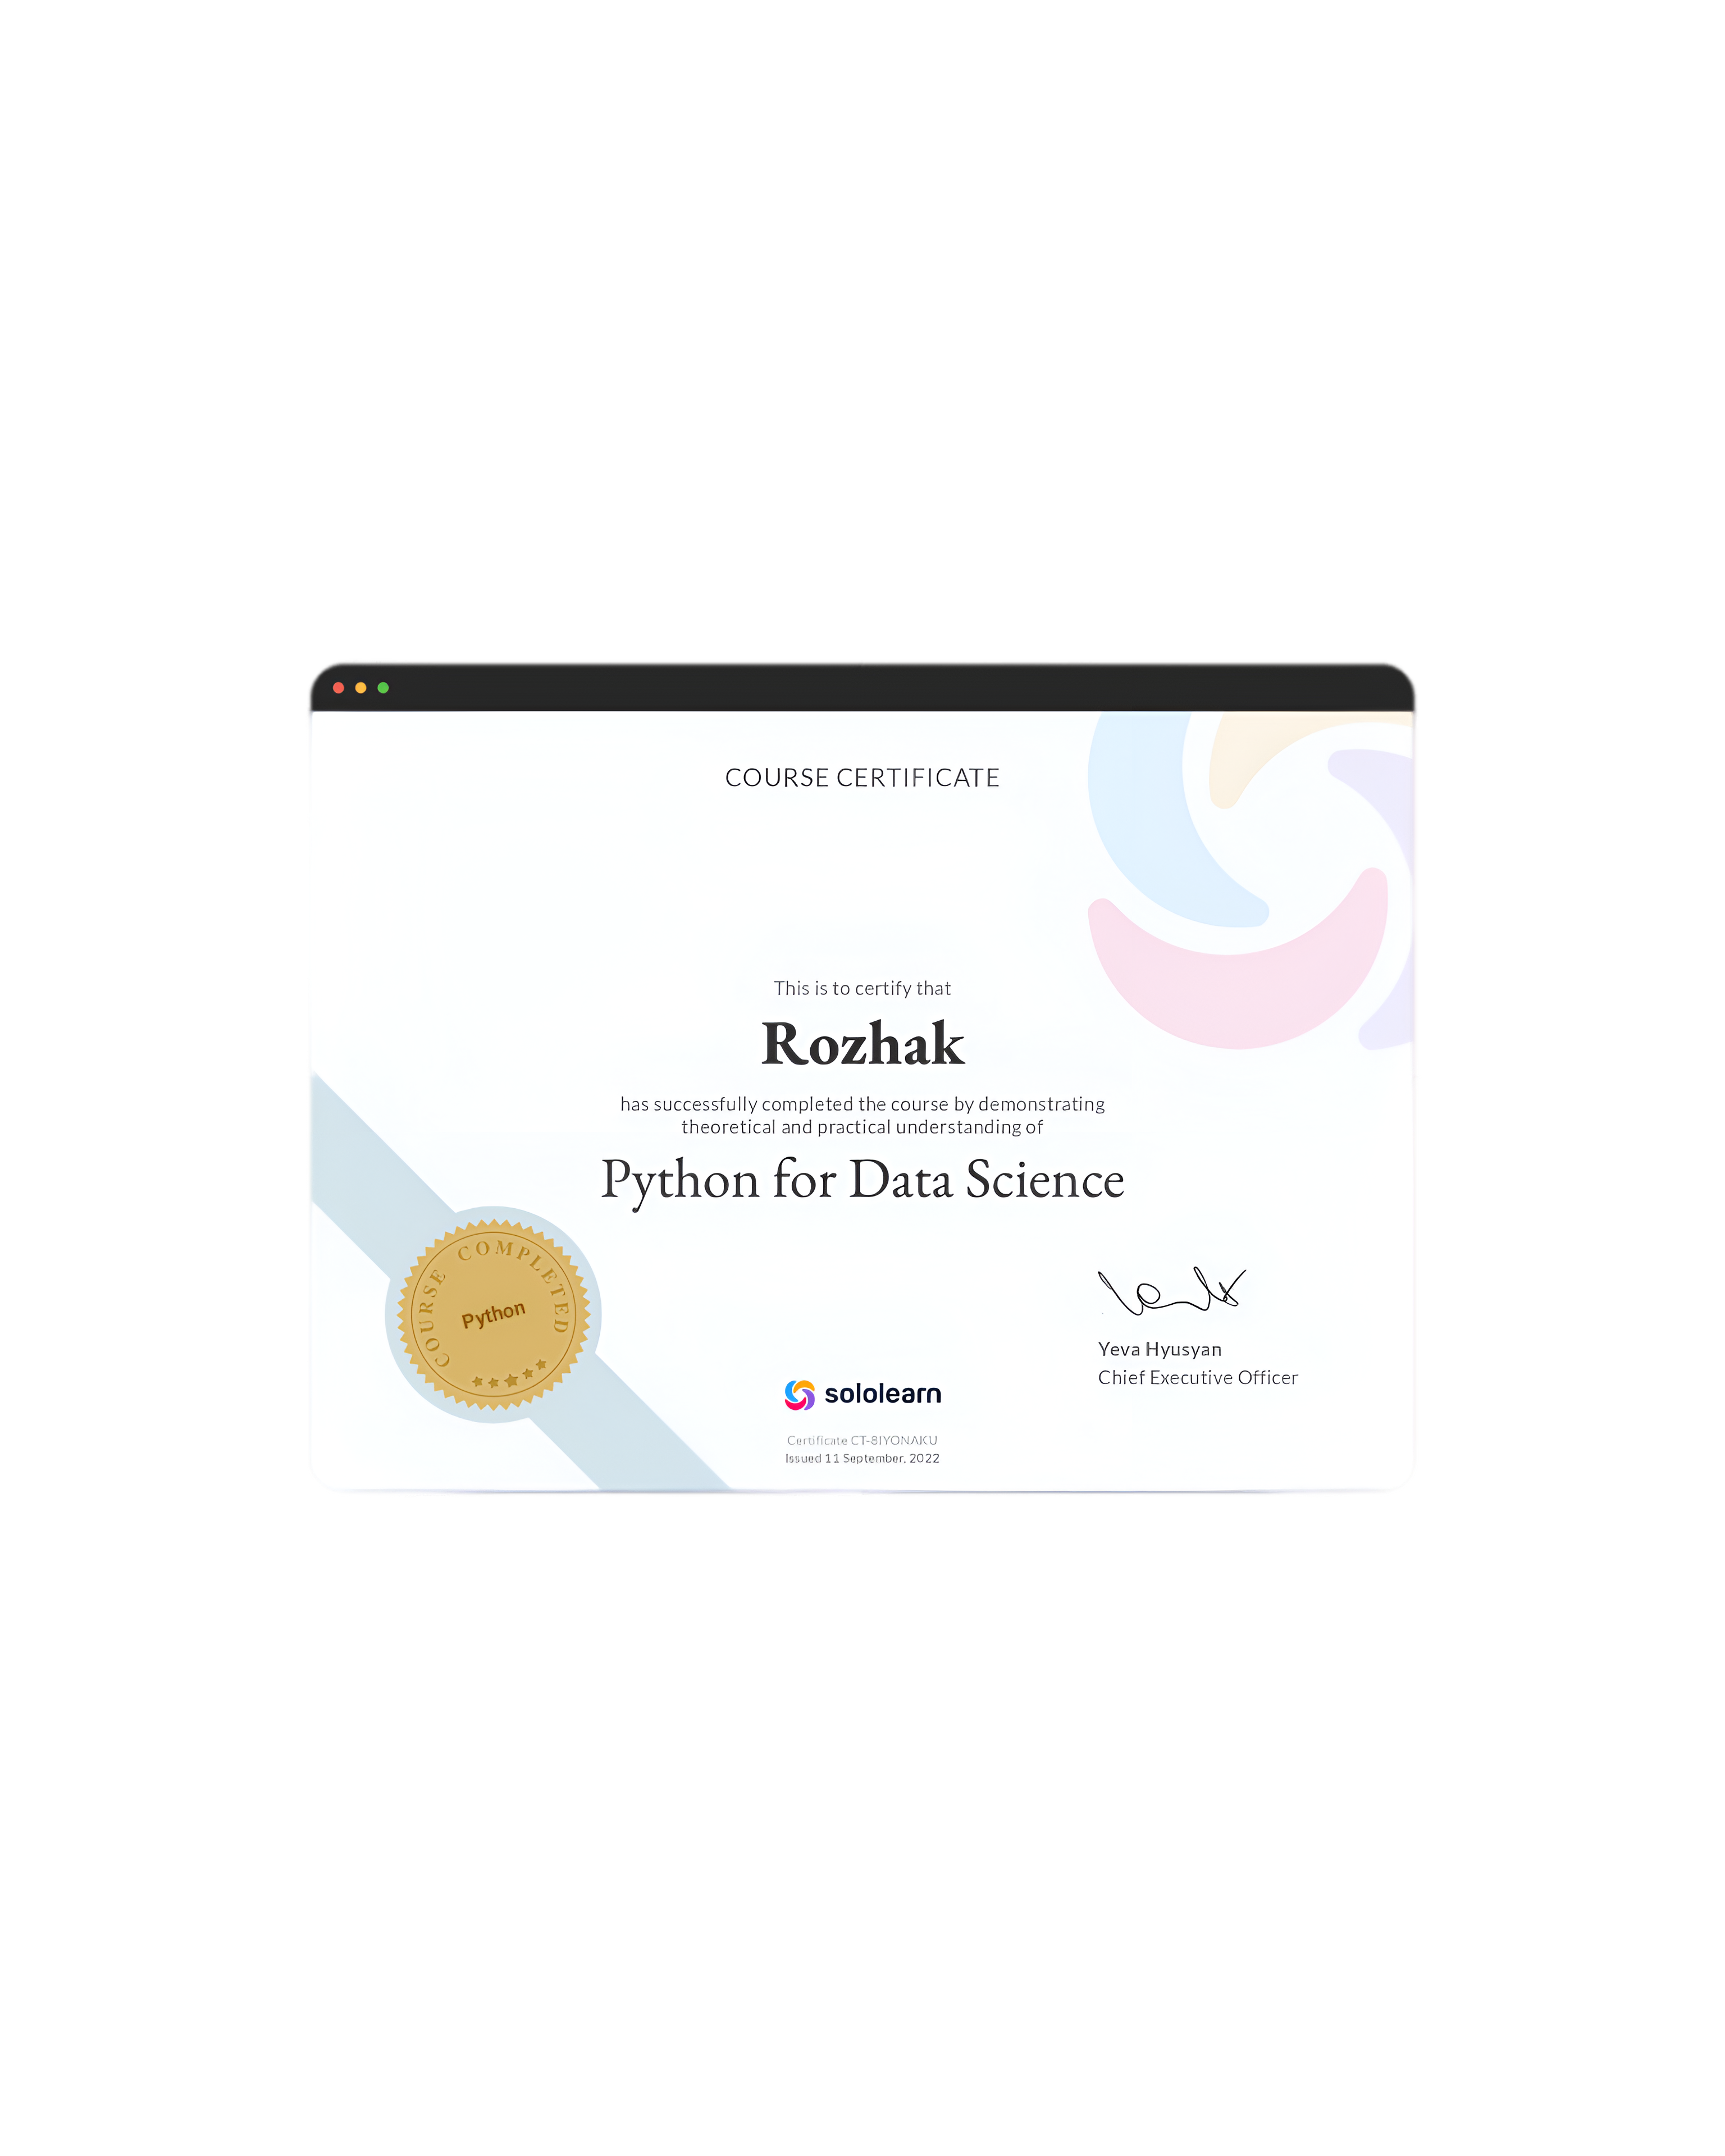 COURSE CERTIFICATE
This is to certify that
Rozhak
has successfully completed the course by demonstrating
theoretical and practical understanding of
Python for Data Science
COURSE COMPLETED
Python
Yeva Hyusyan
Chief Executive Officer
sololearn
Certificate CT-8IYONAKU
Issued 11 September, 2022